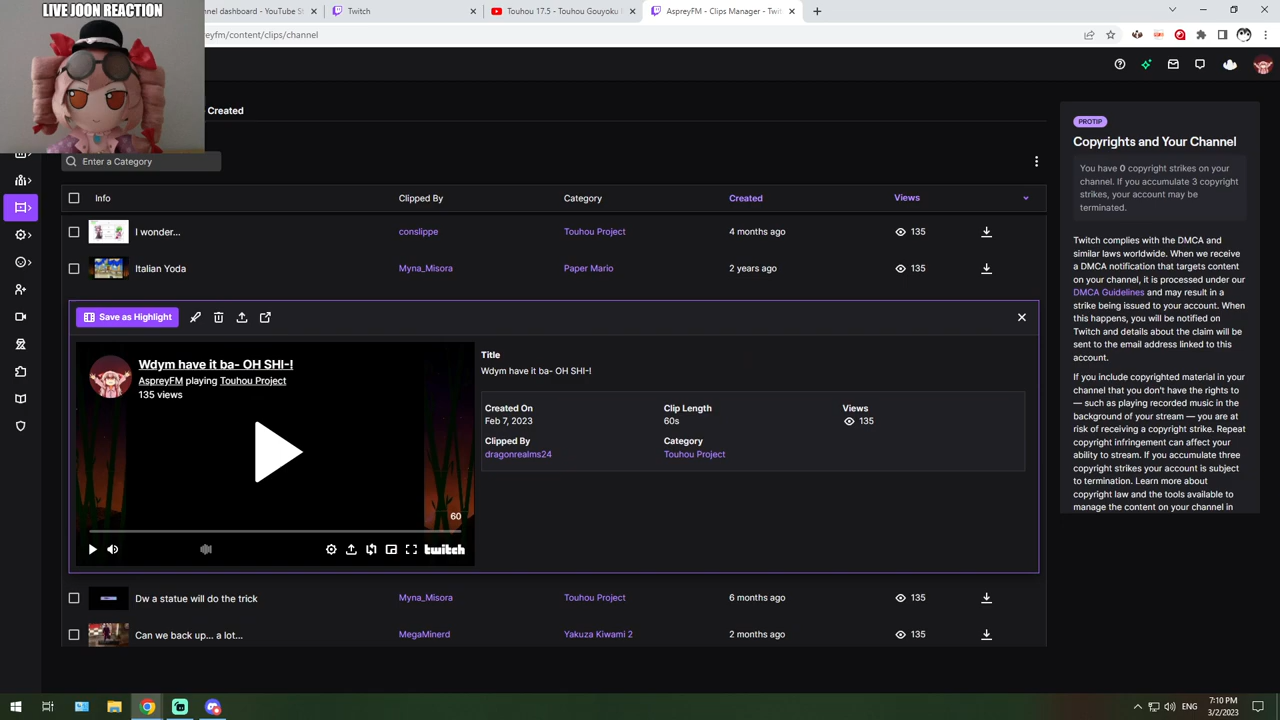 LIVE JOON REACTION
nnel dashboard - YouTube St
Twitch
Touhou 17.5 - Touhou Gouyoku
AspreyFM - Clips Manager - Twit
eyfm/content/clips/channel
Created
Enter a Category
PROTIP
Copyrights and Your Channel
You have 0 copyright strikes on your
channel. If you accumulate 3 copyright
strikes, your account may be
terminated.
Twitch complies with the DMCA and
similar laws worldwide. When we receive
a DMCA notification that targets content
on your channel, it is processed under our
DMCA Guidelines and may result in a
strike being issued to your account. When
this happens, you will be notified on
Twitch and details about the claim will be
sent to the email address linked to this
account.
If you include copyrighted material in your
channel that you don't have the rights to
— such as playing recorded music in the
background of your stream — you are at
risk of receiving a copyright strike. Repeat
copyright infringement can affect your
ability to stream. If you accumulate three
copyright strikes your account is subject
to termination. Learn more about
copyright law and the tools available to
manage the content on your channel in
Info Clipped By Category Created Views
I wonder... conslippe Touhou Project 4 months ago 135
Italian Yoda Myna_Misora Paper Mario 2 years ago 135
Save as Highlight
Wdym have it ba- OH SHI-!
AspreyFM playing Touhou Project
135 views
60
twitch
Title
Wdym have it ba- OH SHI-!
Created On Clip Length Views
Feb 7, 2023 60s 135
Clipped By Category
dragonrealms24 Touhou Project
Dw a statue will do the trick Myna_Misora Touhou Project 6 months ago 135
Can we back up... a lot... MegaMinerd Yakuza Kiwami 2 2 months ago 135
ENG
7:10 PM
3/2/2023